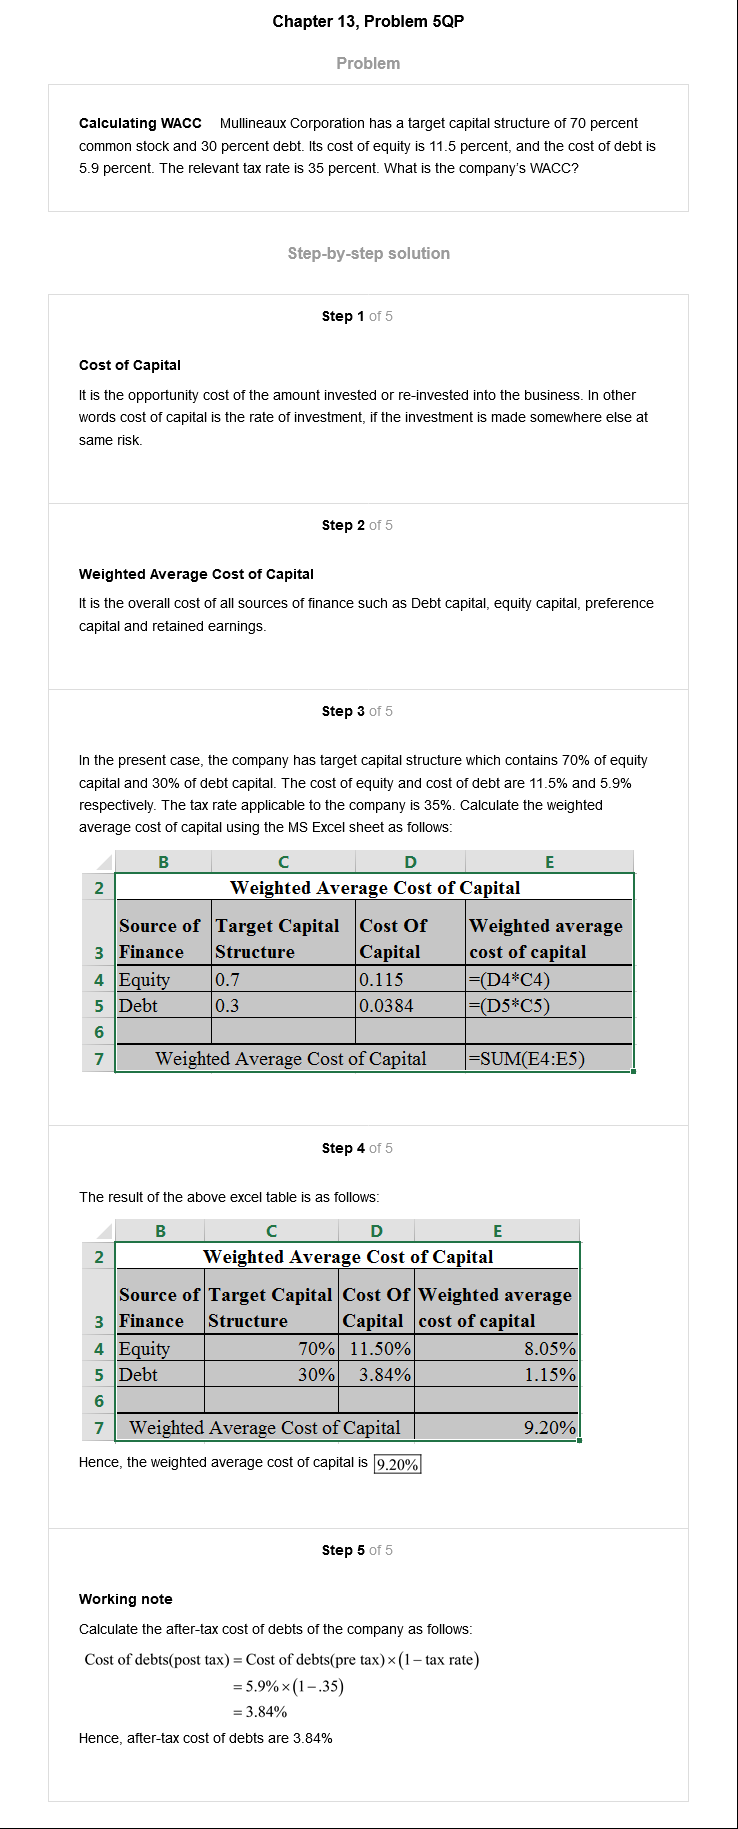 Chapter 13, Problem 5QP
Problem
Calculating WACC Mullineaux Corporation has a target capital structure of 70 percent
common stock and 30 percent debt. Its cost of equity is 11.5 percent, and the cost of debt is
5.9 percent. The relevant tax rate is 35 percent. What is the company's WACC?
Step-by-step solution
Step 1 of 5
Cost of Capital
It is the opportunity cost of the amount invested or re-invested into the business. In other
words cost of capital is the rate of investment, if the investment is made somewhere else at
same risk.
Step 2 of 5
Weighted Average Cost of Capital
It is the overall cost of all sources of finance such as Debt capital, equity capital, preference
capital and retained earnings.
Step 3 of 5
In the present case, the company has target capital structure which contains 70% of equity
capital and 30% of debt capital. The cost of equity and cost of debt are 11.5% and 5.9%
respectively. The tax rate applicable to the company is 35%. Calculate the weighted
average cost of capital using the MS Excel sheet as follows:
B C D E
2 Weighted Average Cost of Capital
Source of Target Capital Cost Of Weighted average
3 Finance Structure Capital cost of capital
4 Equity 0.7 0.115 =(D4*C4)
5 Debt 0.3 0.0384 =(D5*C5)
6
7 Weighted Average Cost of Capital =SUM(E4:E5)
Step 4 of 5
The result of the above excel table is as follows:
B C D E
2 Weighted Average Cost of Capital
Source of Target Capital Cost Of Weighted average
3 Finance Structure Capital cost of capital
4 Equity 70% 11.50% 8.05%
5 Debt 30% 3.84% 1.15%
6
7 Weighted Average Cost of Capital 9.20%
Hence, the weighted average cost of capital is 9.20%
Step 5 of 5
Working note
Calculate the after-tax cost of debts of the company as follows:
Cost of debts(post tax) = Cost of debts(pre tax)×(1− tax rate)
= 5.9%×(1−.35)
= 3.84%
Hence, after-tax cost of debts are 3.84%